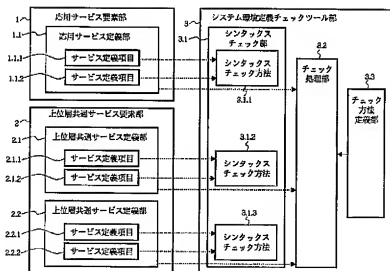 1
応用サービス要素部
1.1
応用サービス定義部
1.1.1
サービス定義項目
1.1.2
サービス定義項目
2
上位層共通サービス要素部
2.1
上位層共通サービス定義部
2.1.1
サービス定義項目
2.1.2
サービス定義項目
2.2
上位層共通サービス定義部
2.2.1
サービス定義項目
2.2.2
サービス定義項目
3
システム環境定義チェックツール部
3.1
シンタックス
チェック部
シンタックス
チェック方法
3.1.1
3.1.2
シンタックス
チェック方法
3.1.3
シンタックス
チェック方法
3.2
チェック
処理部
3.3
チェック
方法
定義部